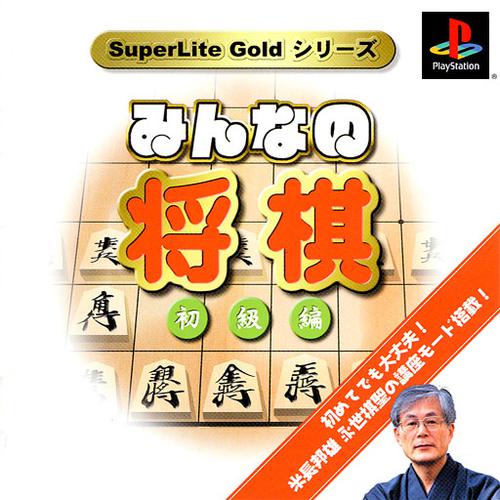 SuperLite Gold シリーズ
PlayStation
®
みんなの
将棋
初級編
初めてでも大丈夫！
米長邦雄 永世棋聖の講座モード搭載！